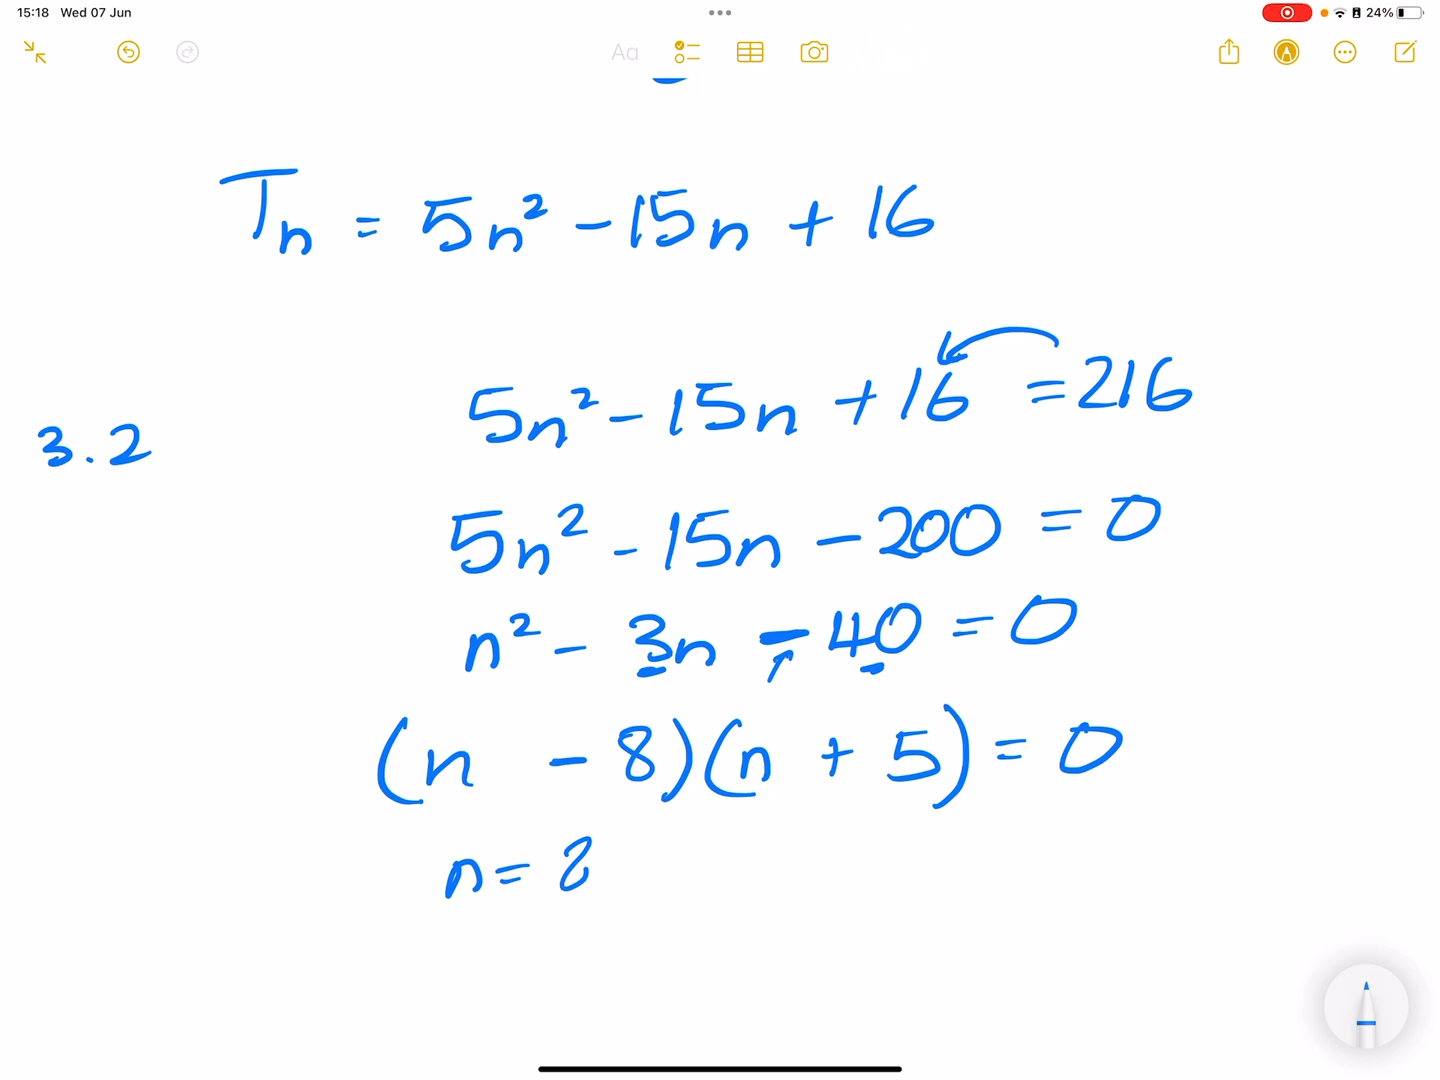 15:18 Wed 07 Jun
24%
Aa
Tn = 5n² - 15n + 16
5n² - 15n + 16 = 216
3.2
5n² - 15n - 200 = 0
n² - 3n - 40 = 0
(n - 8)(n + 5) = 0
n = 8